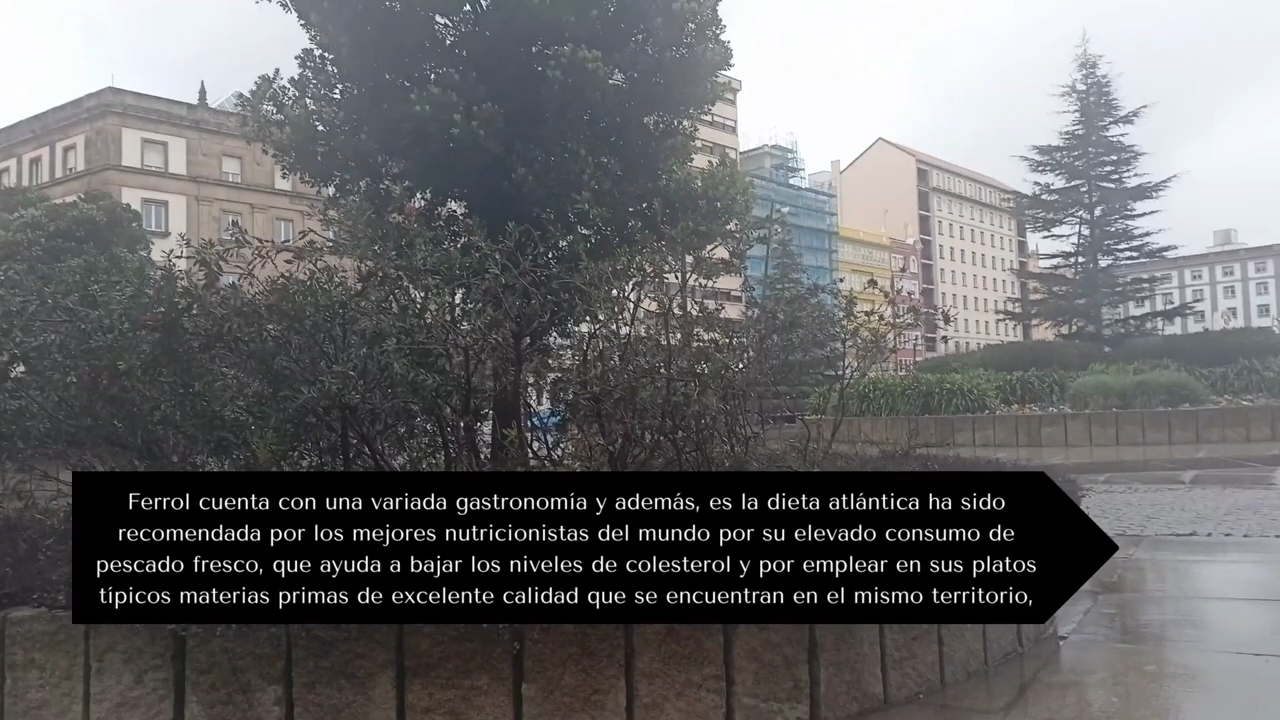 Ferrol cuenta con una variada gastronomía y además, es la dieta atlántica ha sido
recomendada por los mejores nutricionistas del mundo por su elevado consumo de
pescado fresco, que ayuda a bajar los niveles de colesterol y por emplear en sus platos
típicos materias primas de excelente calidad que se encuentran en el mismo territorio,